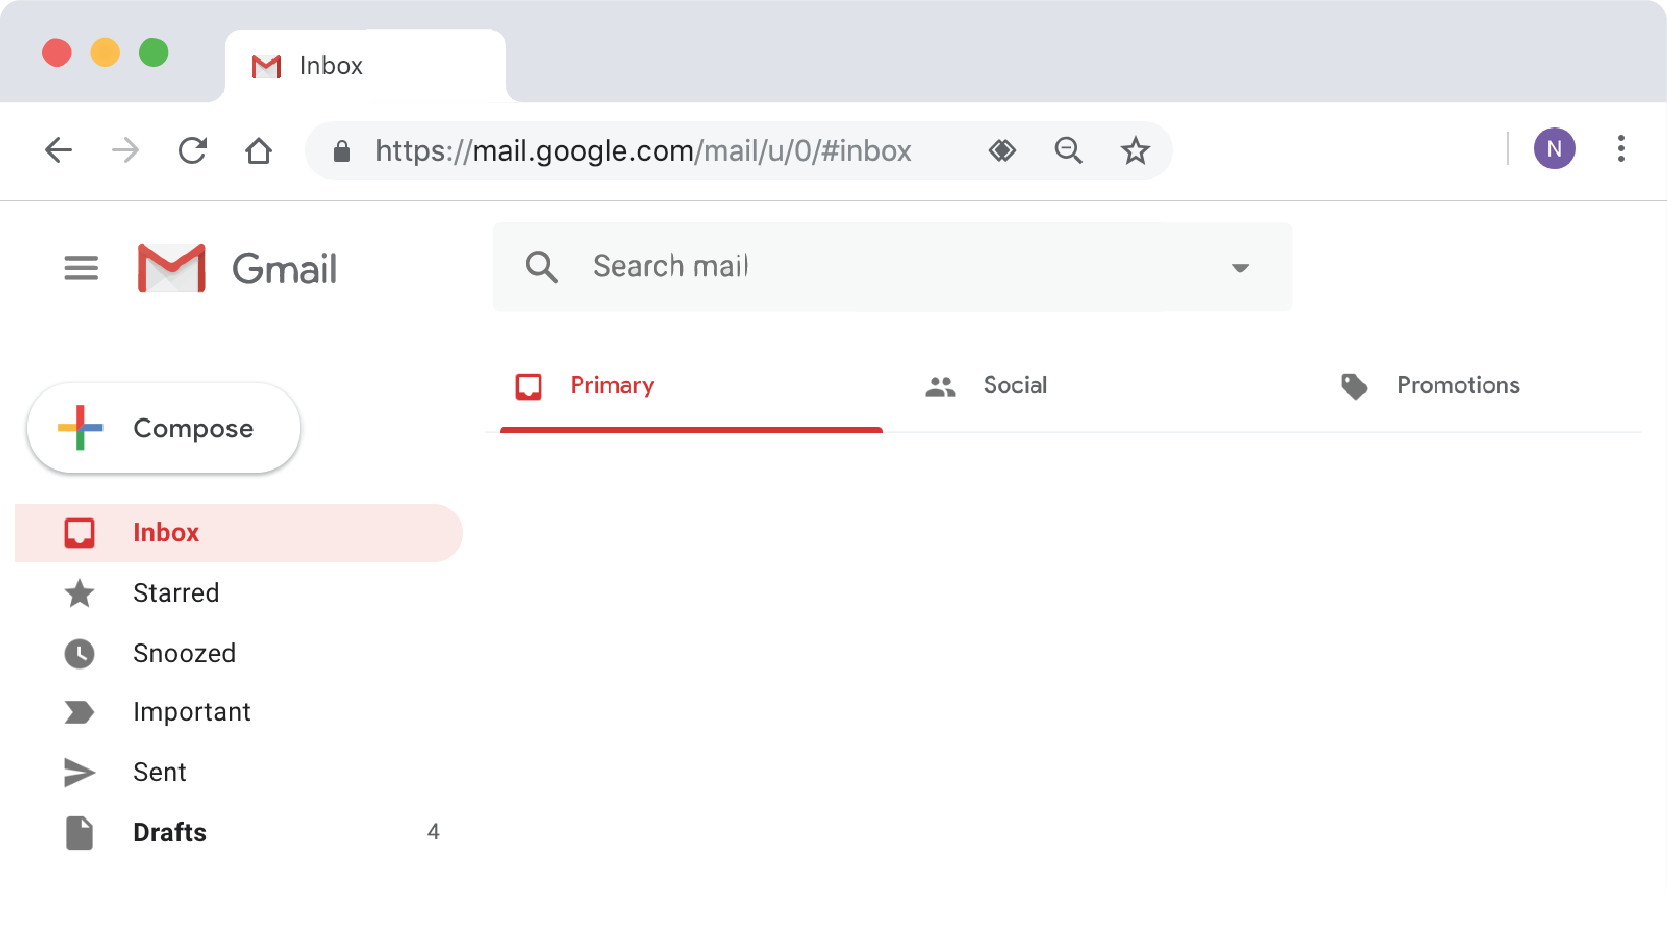 Inbox
https://mail.google.com/mail/u/0/#inbox
N
Gmail
Search mail
Primary
Social
Promotions
Compose
Inbox
Starred
Snoozed
Important
Sent
Drafts 4